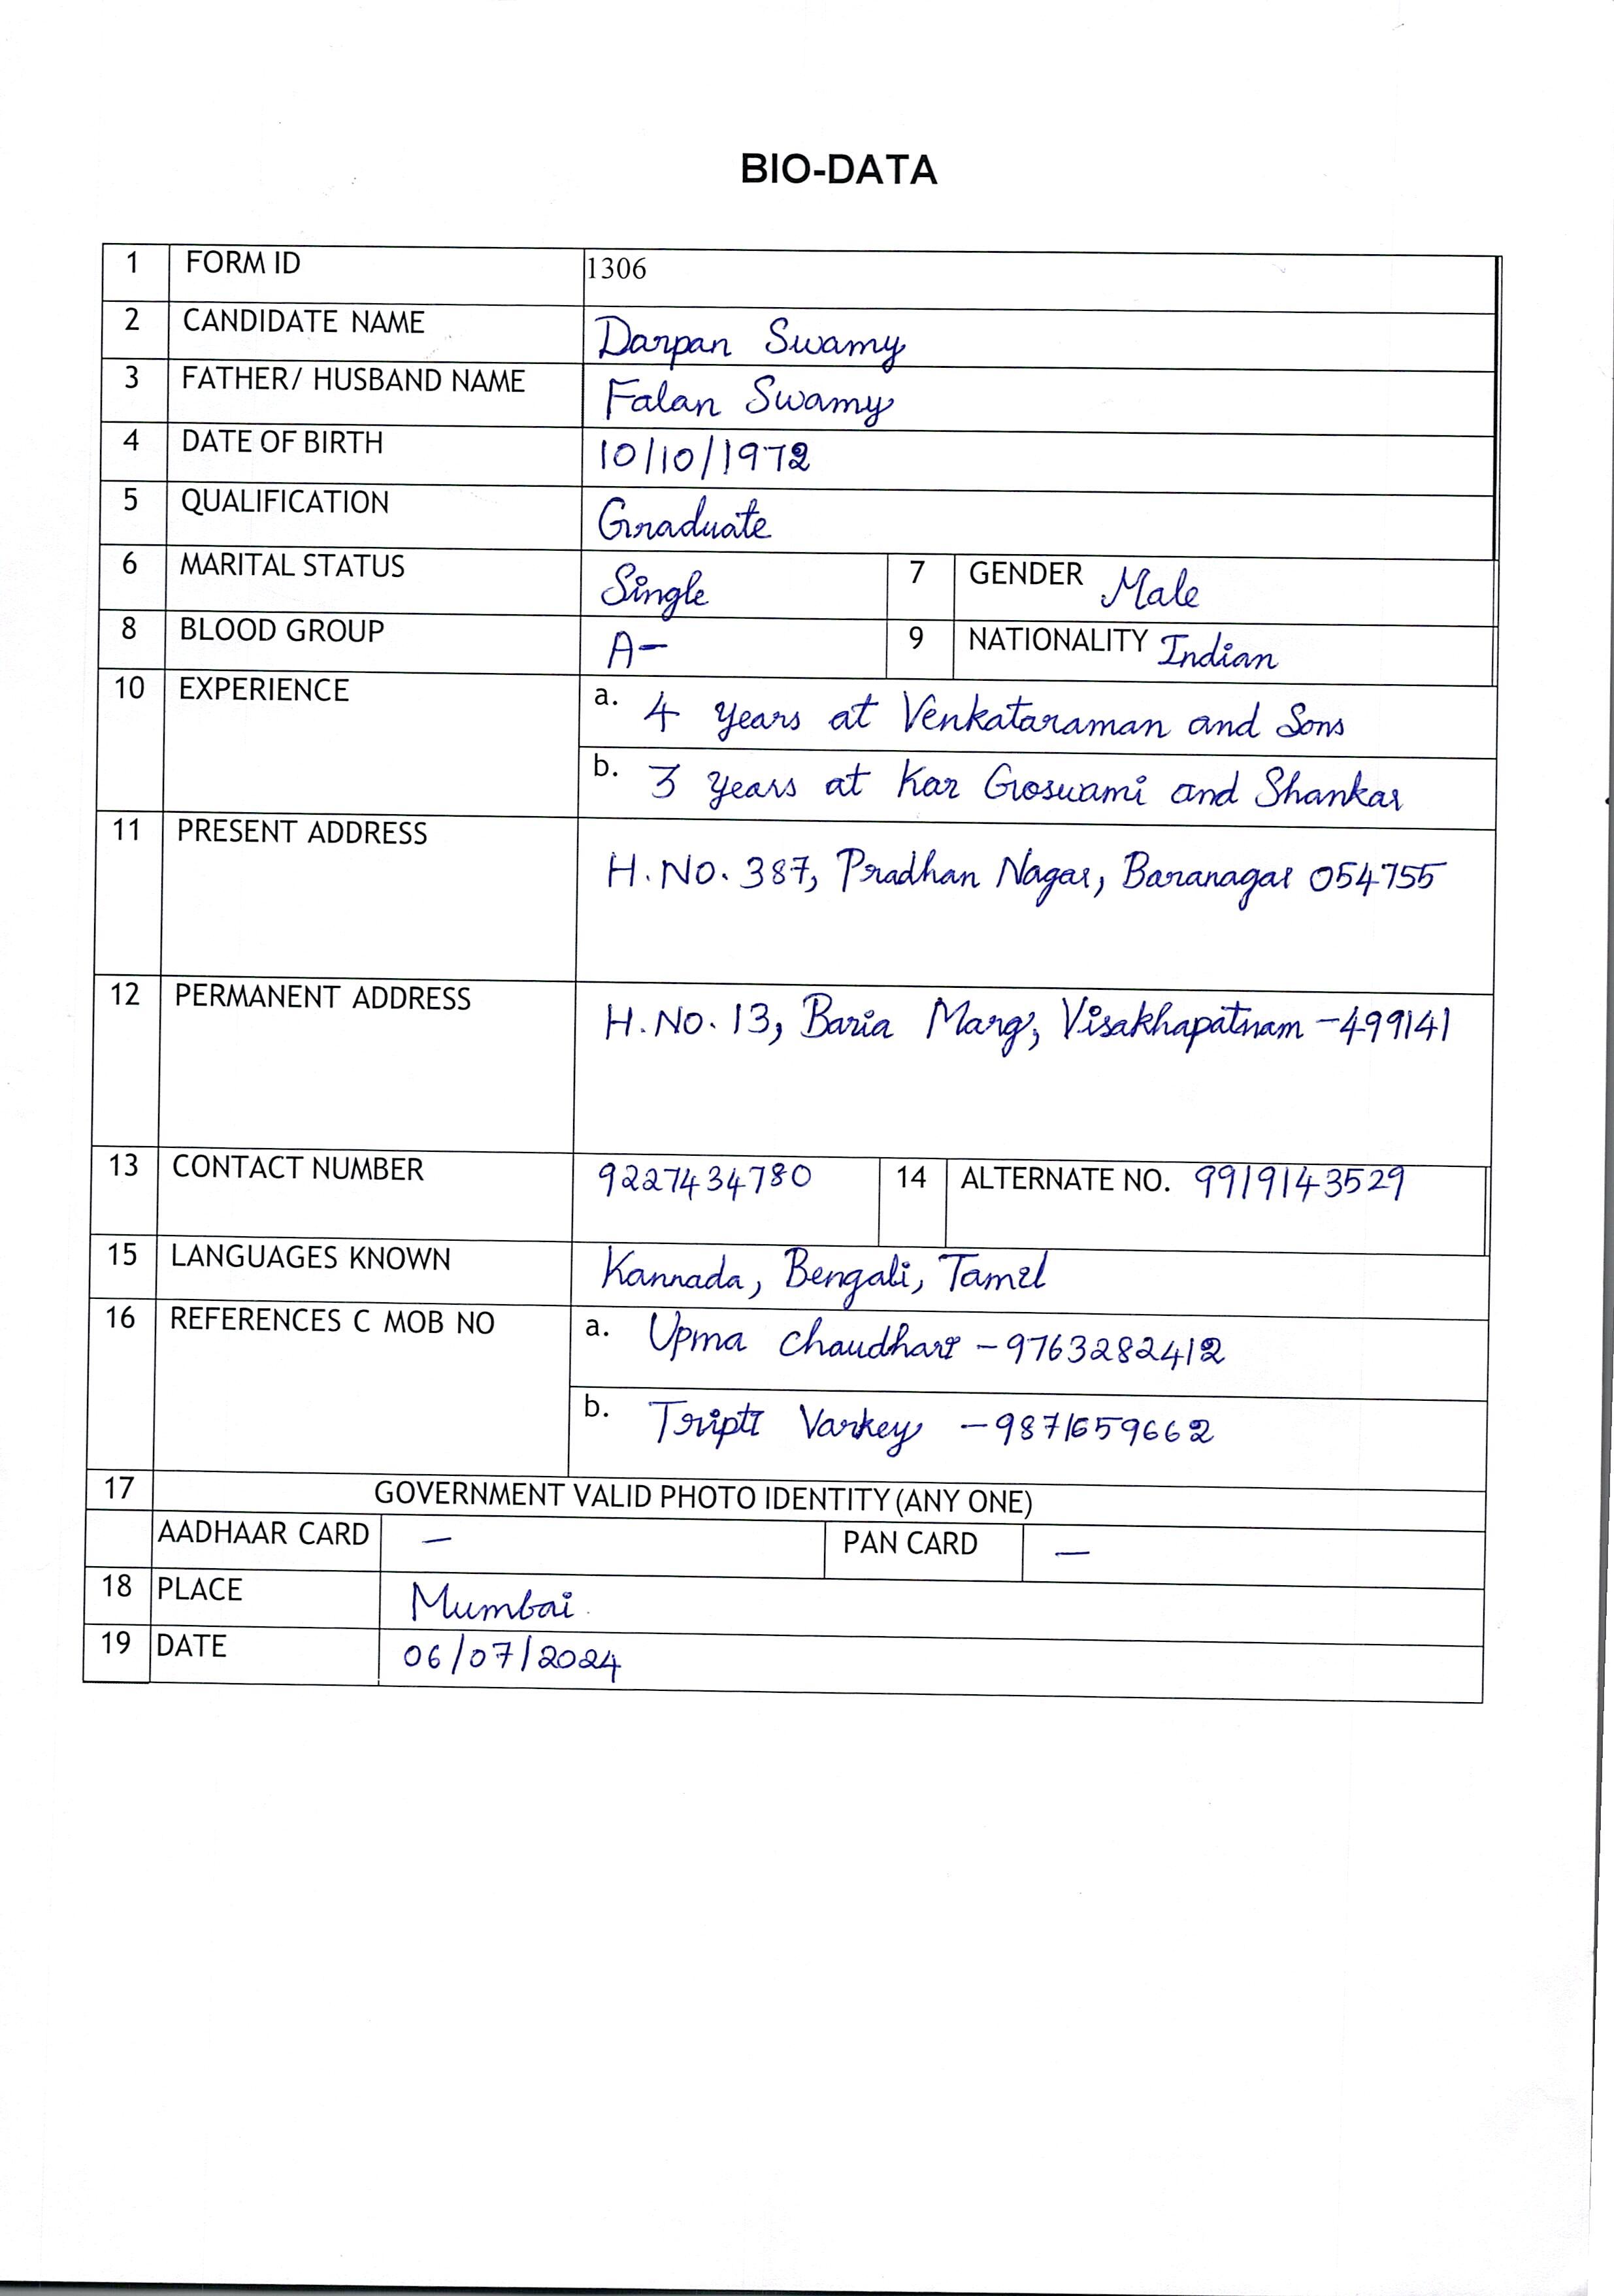 BIO-DATA
1 FORM ID 1306
2 CANDIDATE NAME Darpan Swamy
3 FATHER/ HUSBAND NAME Falan Swamy
4 DATE OF BIRTH 10/10/1972
5 QUALIFICATION Graduate
6 MARITAL STATUS Single 7 GENDER Male
8 BLOOD GROUP A- 9 NATIONALITY Indian
10 EXPERIENCE a. 4 years at Venkataraman and Sons
b. 3 years at Kar Goswami and Shankar
11 PRESENT ADDRESS H.No. 387, Pradhan Nagar, Baranagar 054755
12 PERMANENT ADDRESS H.No. 13, Baria Marg, Visakhapatnam -499141
13 CONTACT NUMBER 9227434780 14 ALTERNATE NO. 9919143529
15 LANGUAGES KNOWN Kannada, Bengali, Tamil
16 REFERENCES C MOB NO a. Upma Chaudhari - 9763282412
b. Tripti Varkey - 9871659662
17 GOVERNMENT VALID PHOTO IDENTITY (ANY ONE)
AADHAAR CARD — PAN CARD —
18 PLACE Mumbai
19 DATE 06/07/2024